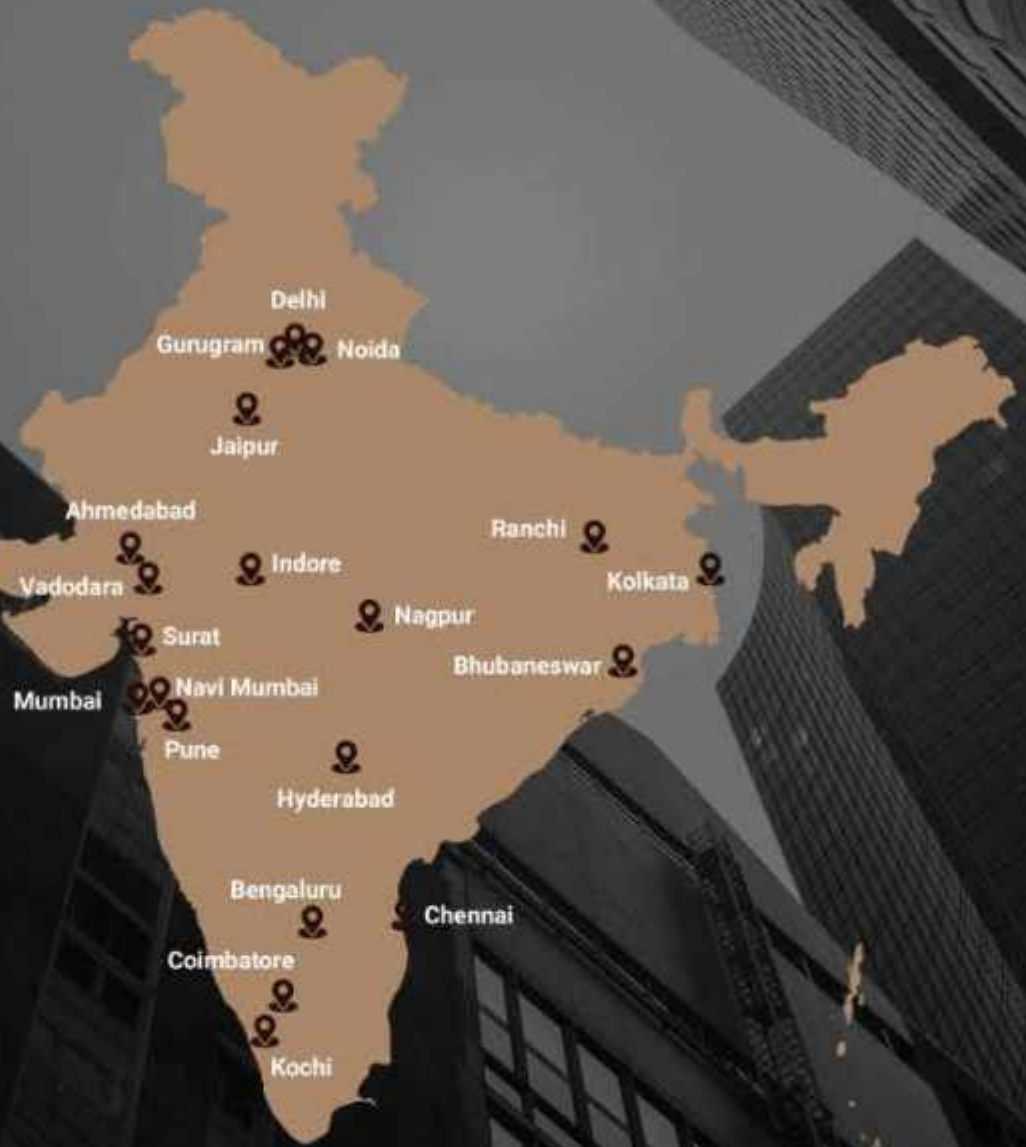 Delhi
Gurugram
Noida
Jaipur
Ahmedabad
Ranchi
Indore
Kolkata
Vadodara
Nagpur
Surat
Bhubaneswar
Navi Mumbai
Mumbai
Pune
Hyderabad
Bengaluru
Chennai
Coimbatore
Kochi